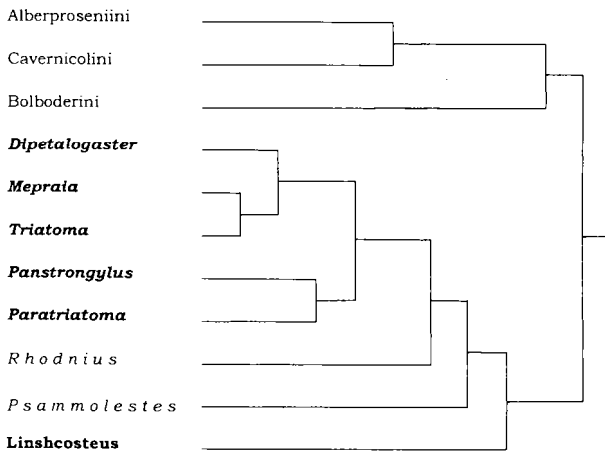 Alberproseniini
Cavernicolini
Bolboderini
Dipetalogaster
Mepraia
Triatoma
Panstrongylus
Paratriatoma
Rhodnius
Psammolestes
Linshcosteus